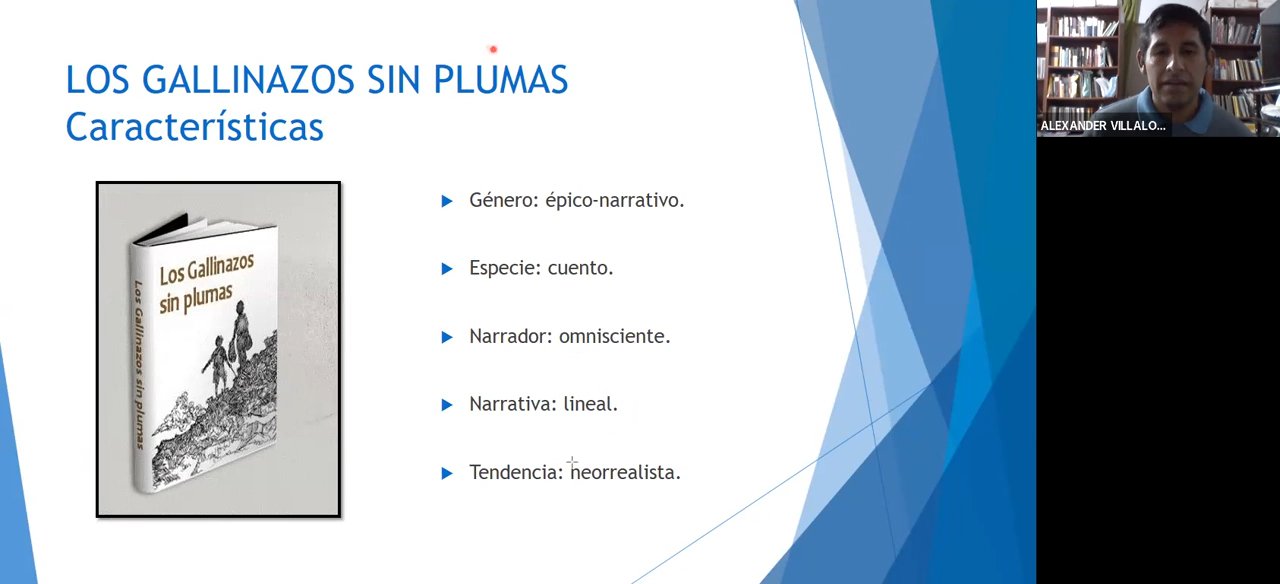 LOS GALLINAZOS SIN PLUMAS
Características
Los Gallinazos
sin plumas
Los Gallinazos sin plumas
Género: épico-narrativo.
Especie: cuento.
Narrador: omnisciente.
Narrativa: lineal.
Tendencia: neorrealista.
ALEXANDER VILLALO...